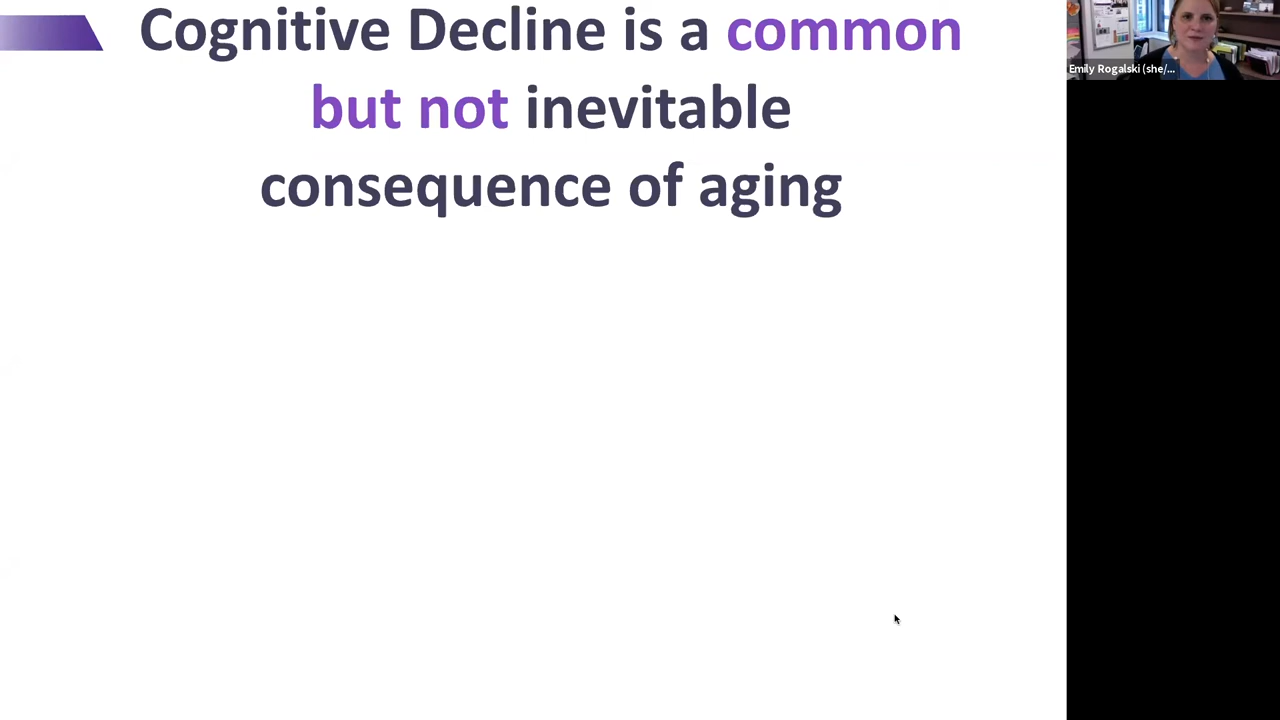 Cognitive Decline is a common
but not inevitable
consequence of aging
Emily Rogalski (she/...